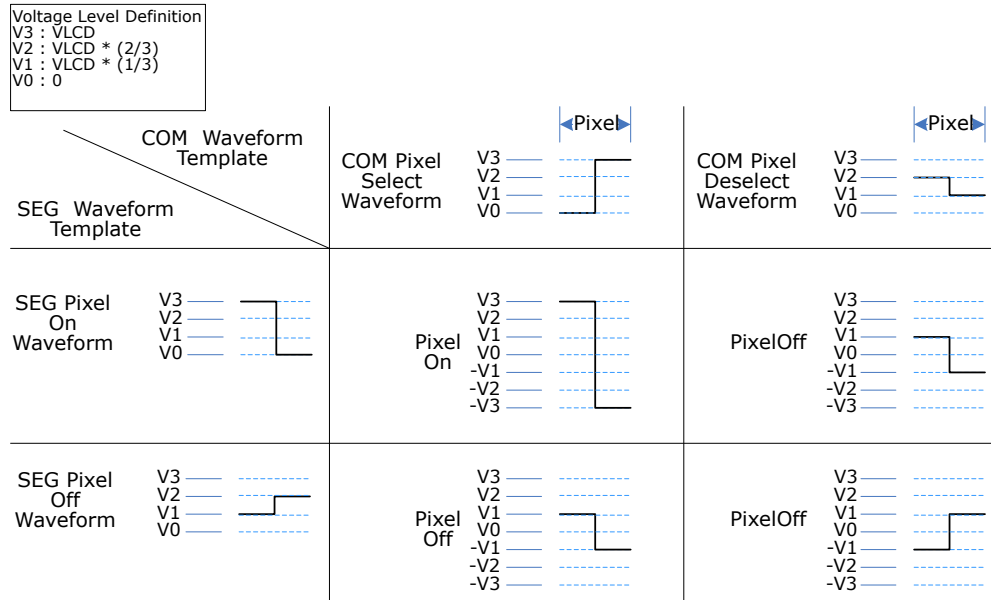 Voltage Level Definition
V3 : VLCD
V2 : VLCD * (2/3)
V1 : VLCD * (1/3)
V0 : 0
COM Waveform
Template
SEG Waveform
Template
COM Pixel
Select
Waveform
V3
V2
V1
V0
Pixel
COM Pixel
Deselect
Waveform
V3
V2
V1
V0
Pixel
SEG Pixel
On
Waveform
V3
V2
V1
V0
Pixel
On
V3
V2
V1
V0
-V1
-V2
-V3
PixelOff
V3
V2
V1
V0
-V1
-V2
-V3
SEG Pixel
Off
Waveform
V3
V2
V1
V0
Pixel
Off
V3
V2
V1
V0
-V1
-V2
-V3
PixelOff
V3
V2
V1
V0
-V1
-V2
-V3